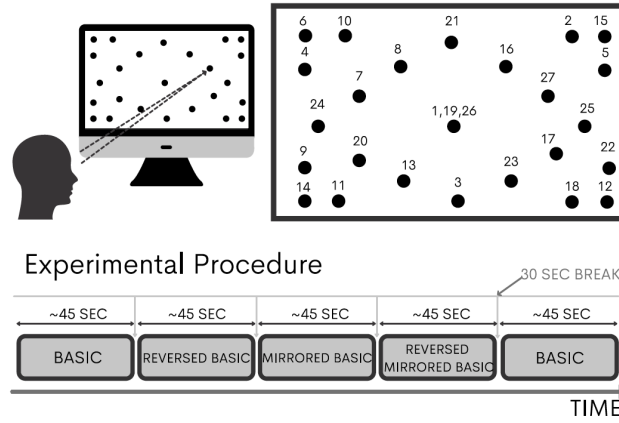 6 10 21 2 15
4 8 16 5
7 27
24 1,19,26 25
9 20 17 22
13 23
14 11 3 18 12
Experimental Procedure
30 SEC BREAK
~45 SEC ~45 SEC ~45 SEC ~45 SEC ~45 SEC
BASIC REVERSED BASIC MIRRORED BASIC REVERSED MIRRORED BASIC BASIC
TIME